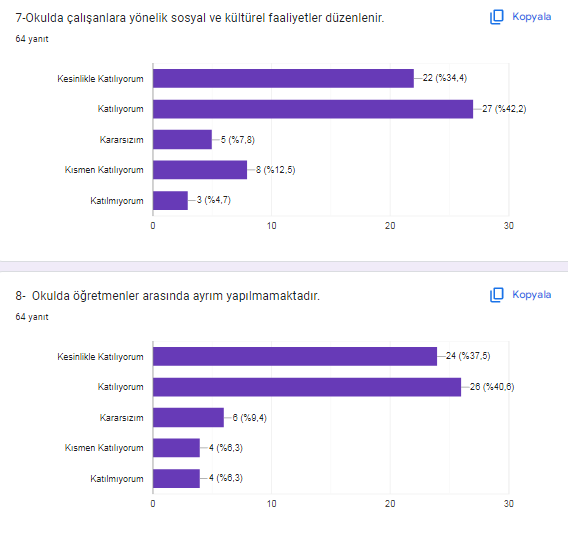 7-Okulda çalışanlara yönelik sosyal ve kültürel faaliyetler düzenlenir.
Kopyala
64 yanıt
Kesinlikle Katılıyorum
22 (%34,4)
Katılıyorum
27 (%42,2)
Kararsızım
5 (%7,8)
Kısmen Katılıyorum
8 (%12,5)
Katılmıyorum
3 (%4,7)
0 10 20 30
8- Okulda öğretmenler arasında ayrım yapılmamaktadır.
Kopyala
64 yanıt
Kesinlikle Katılıyorum
24 (%37,5)
Katılıyorum
26 (%40,6)
Kararsızım
6 (%9,4)
Kısmen Katılıyorum
4 (%6,3)
Katılmıyorum
4 (%6,3)
0 10 20 30